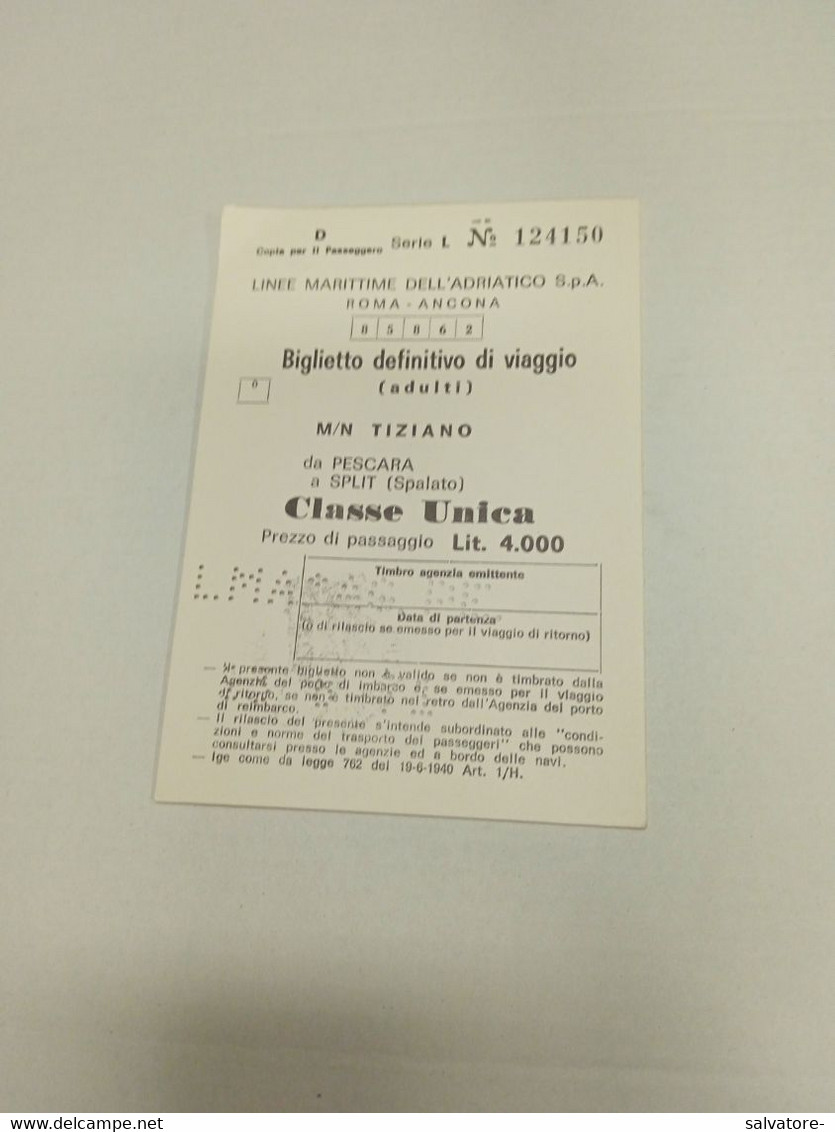 D
Copia per il Passeggero Serie L Nº 124150
LINEE MARITTIME DELL'ADRIATICO S.p.A.
ROMA - ANCONA
8 5 8 6 2
Biglietto definitivo di viaggio
0
(adulti)
M/N TIZIANO
da PESCARA
a SPLIT (Spalato)
Classe Unica
Prezzo di passaggio Lit. 4.000
Timbro agenzia emittente
Data di partenza
(o di rilascio se emesso per il viaggio di ritorno)
— Il presente biglietto non è valido se non è timbrato dalla
Agenzia del porto di imbarco e, se emesso per il viaggio
di ritorno, se non è timbrato nel retro dall'Agenzia del porto
di reimbarco.
— Il rilascio del presente s'intende subordinato alle "condi-
zioni e norme del trasporto dei passeggeri" che possono
consultarsi presso le agenzie ed a bordo delle navi.
— Ige come da legge 762 del 19-6-1940 Art. 1/H.
delcampe.net
salvatore-